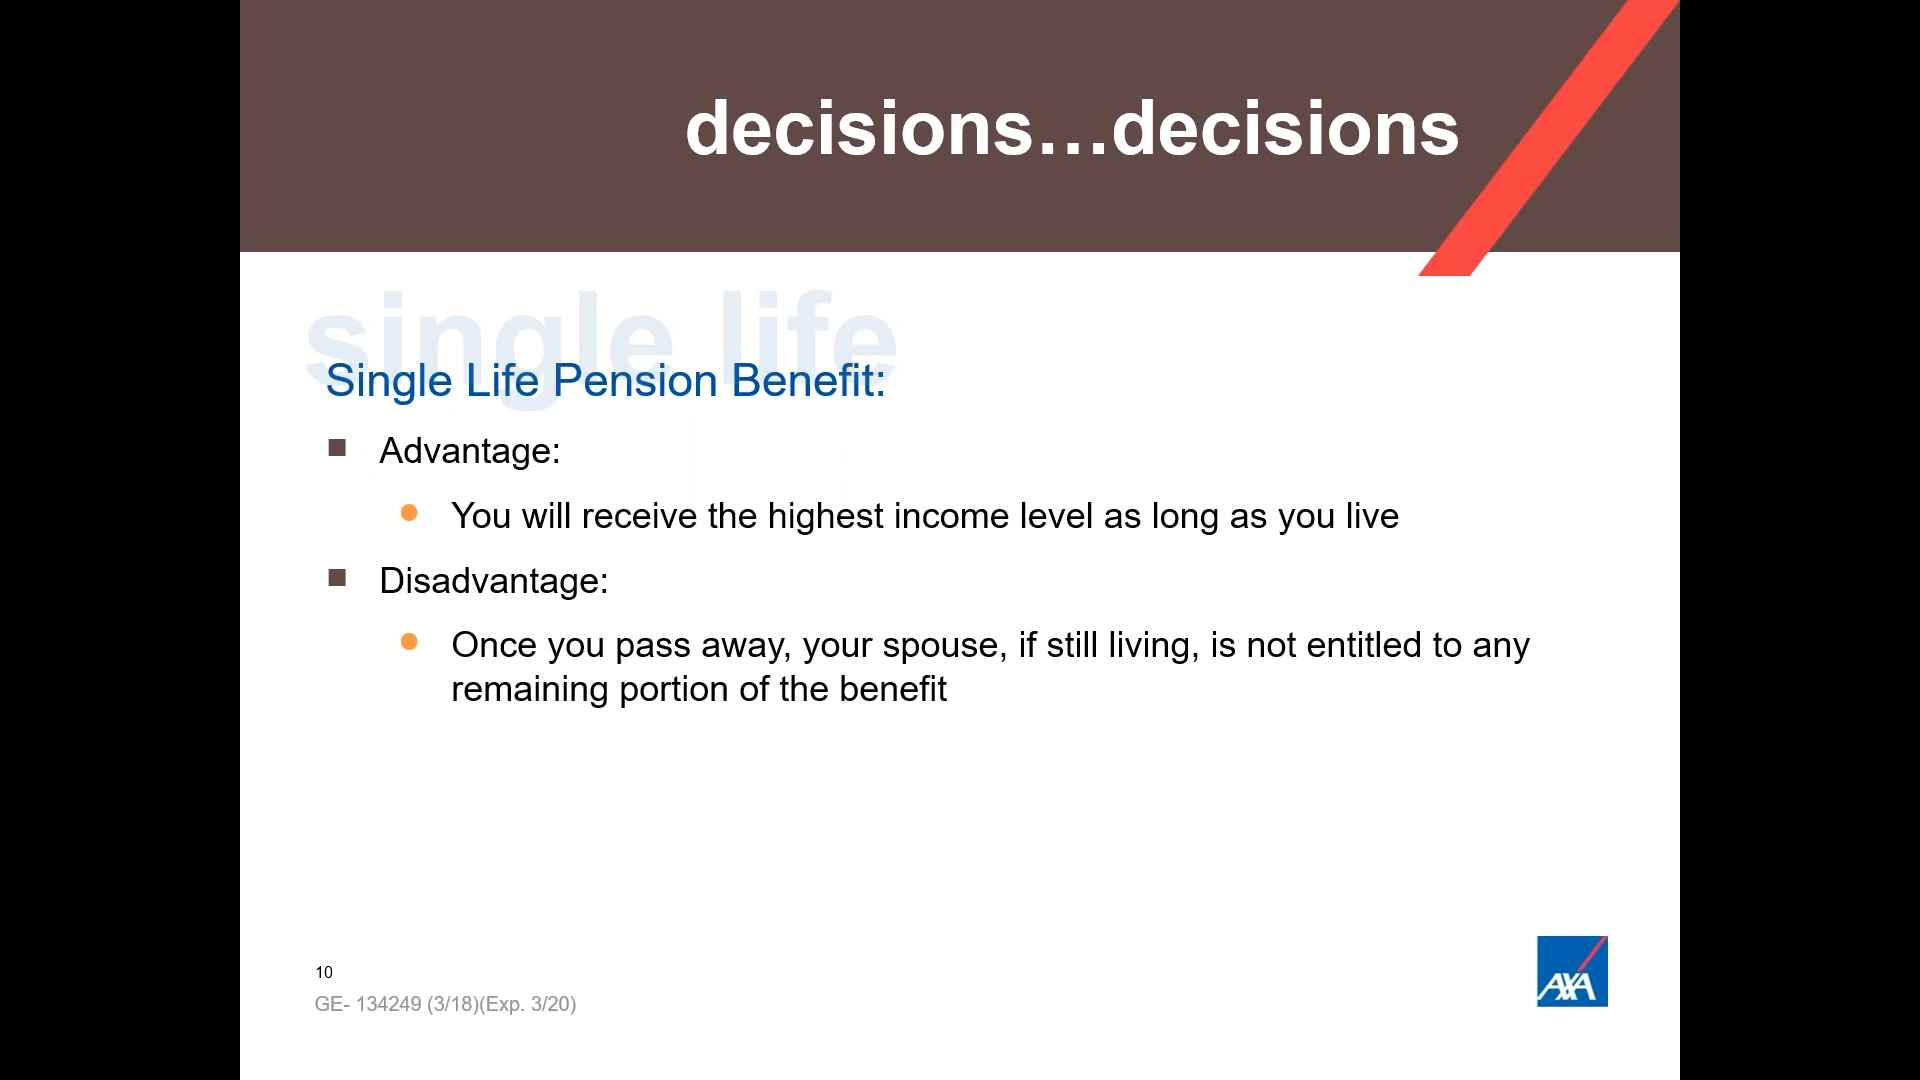 decisions…decisions
single life
Single Life Pension Benefit:
Advantage:
You will receive the highest income level as long as you live
Disadvantage:
Once you pass away, your spouse, if still living, is not entitled to any
remaining portion of the benefit
10
GE- 134249 (3/18)(Exp. 3/20)
AXA